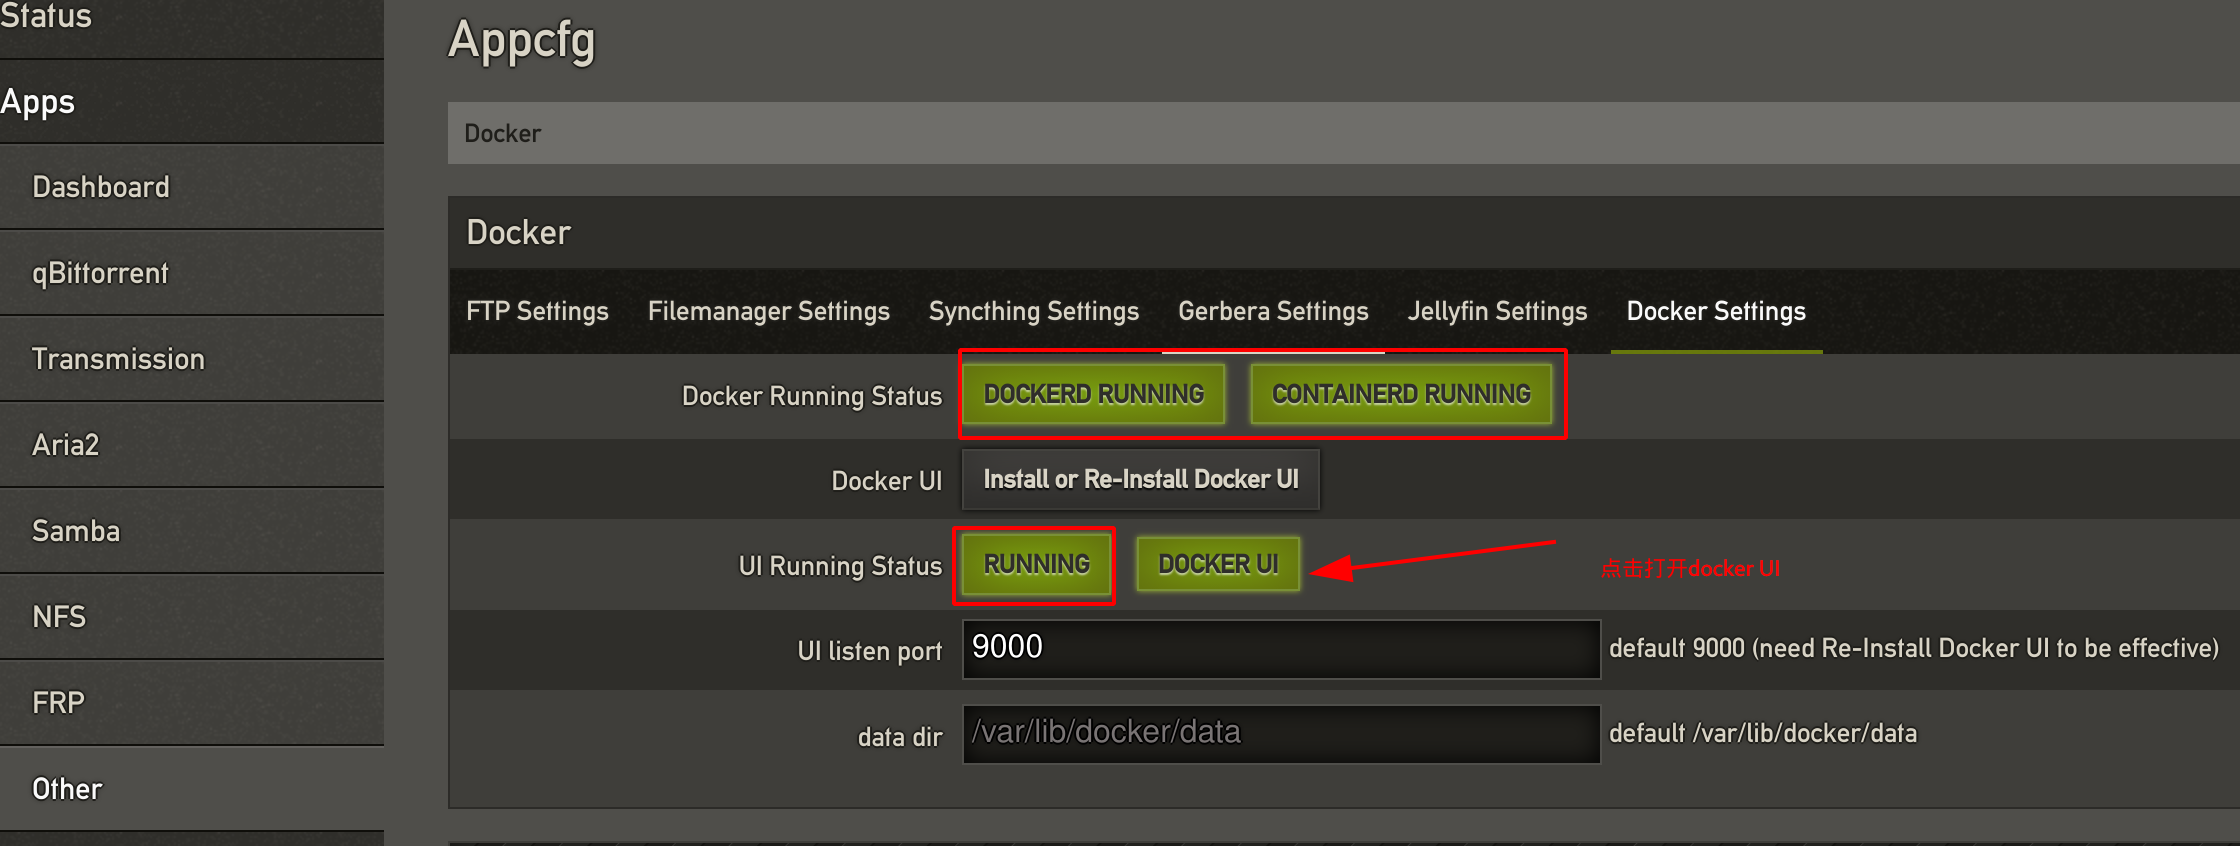 Status
Apps
Dashboard
qBittorrent
Transmission
Aria2
Samba
NFS
FRP
Other
Appcfg
Docker
Docker
FTP Settings Filemanager Settings Syncthing Settings Gerbera Settings Jellyfin Settings Docker Settings
Docker Running Status DOCKERD RUNNING CONTAINERD RUNNING
Docker UI Install or Re-Install Docker UI
UI Running Status RUNNING DOCKER UI 点击打开docker UI
UI listen port 9000 default 9000 (need Re-Install Docker UI to be effective)
data dir /var/lib/docker/data default /var/lib/docker/data